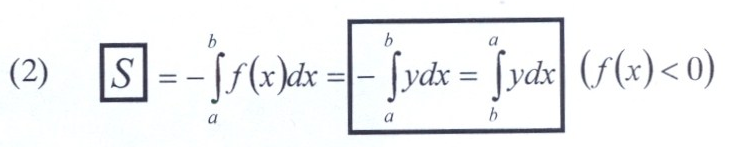 (2) S = -∫_a^b f(x)dx = -∫_a^b ydx = ∫_b^a ydx (f(x)<0)